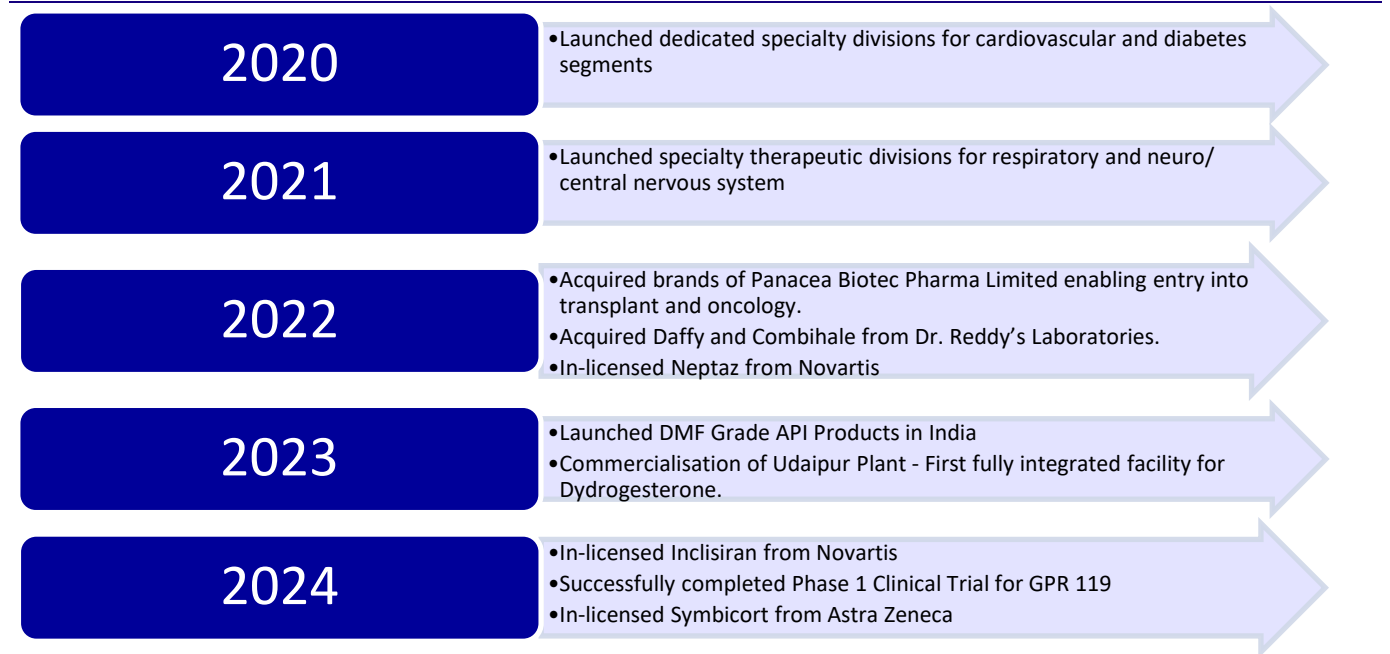 2020
•Launched dedicated specialty divisions for cardiovascular and diabetes
segments
2021
•Launched specialty therapeutic divisions for respiratory and neuro/
central nervous system
2022
•Acquired brands of Panacea Biotec Pharma Limited enabling entry into
transplant and oncology.
•Acquired Daffy and Combihale from Dr. Reddy’s Laboratories.
•In-licensed Neptaz from Novartis
2023
•Launched DMF Grade API Products in India
•Commercialisation of Udaipur Plant - First fully integrated facility for
Dydrogesterone.
2024
•In-licensed Inclisiran from Novartis
•Successfully completed Phase 1 Clinical Trial for GPR 119
•In-licensed Symbicort from Astra Zeneca